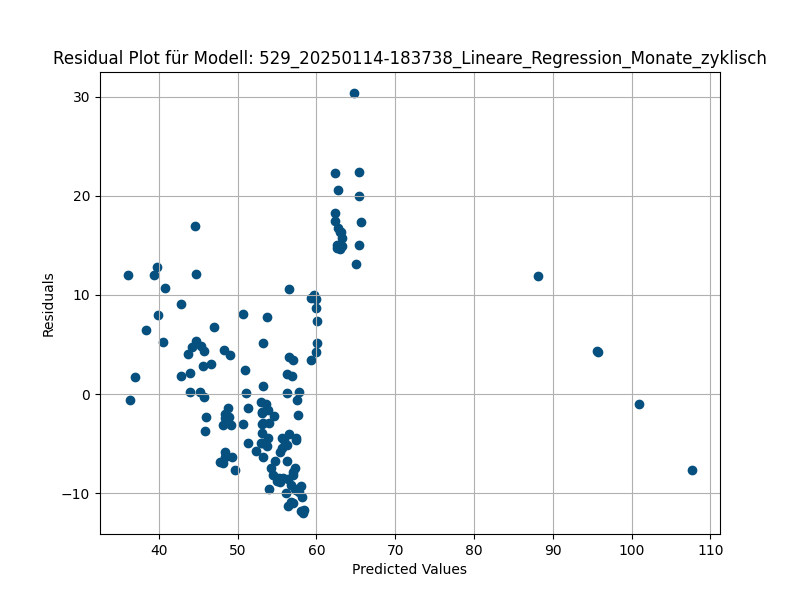 Residual Plot für Modell: 529_20250114-183738_Lineare_Regression_Monate_zyklisch
30
20
10
0
−10
Residuals
40 50 60 70 80 90 100 110
Predicted Values